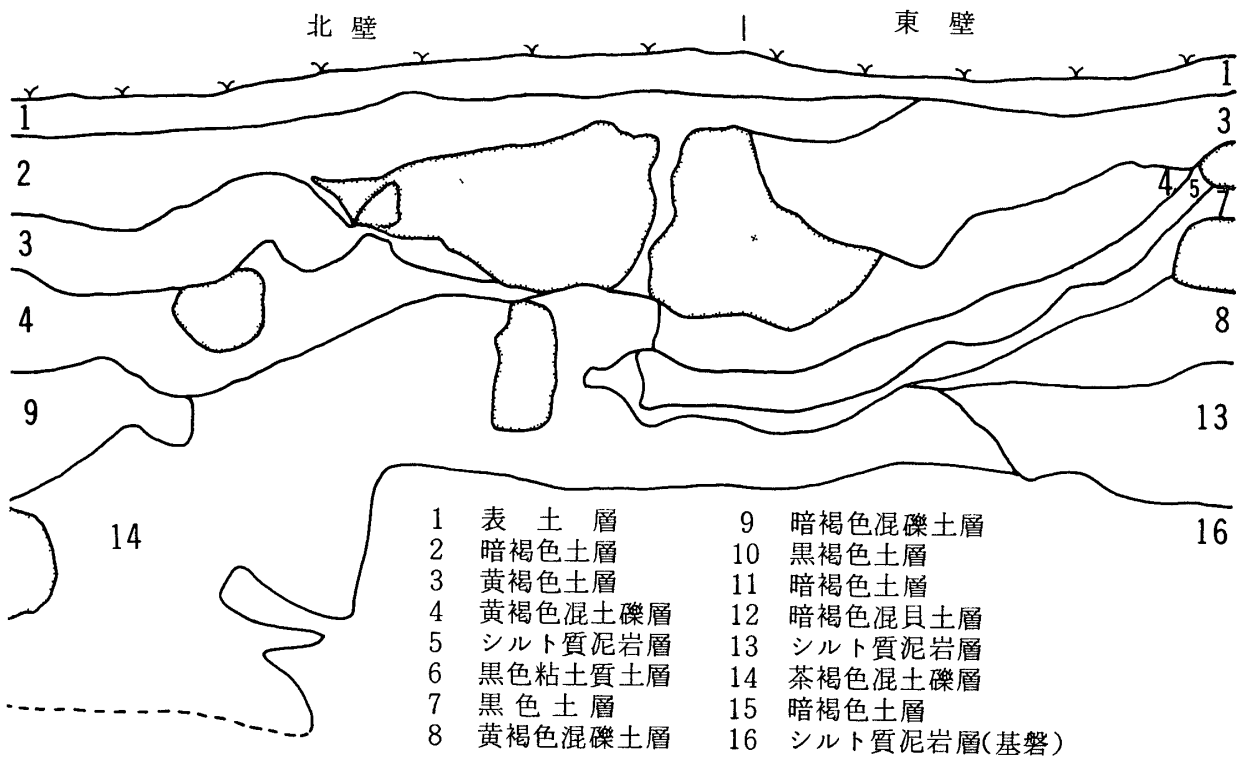 北壁
東壁
1
1
3
2
4
5
7
3
4
8
9
13
14
16
1 表土層
2 暗褐色土層
3 黄褐色土層
4 黄褐色混土礫層
5 シルト質泥岩層
6 黒色粘土質土層
7 黒色土層
8 黄褐色混礫土層
9 暗褐色混礫土層
10 黒褐色土層
11 暗褐色土層
12 暗褐色混貝土層
13 シルト質泥岩層
14 茶褐色混土礫層
15 暗褐色土層
16 シルト質泥岩層(基磐)